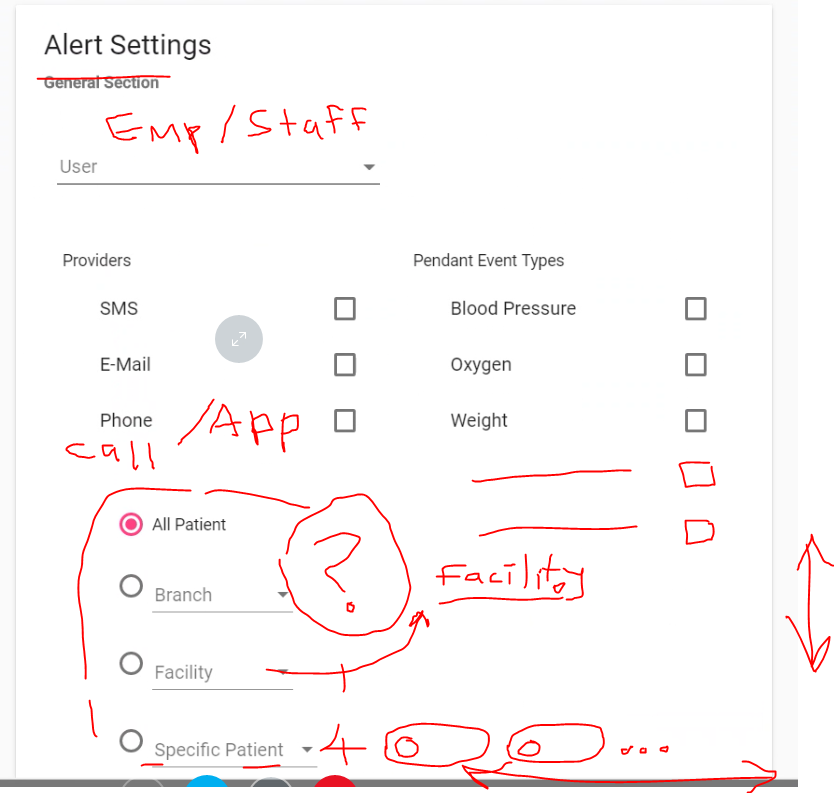 Alert Settings
General Section
Emp/Staff
User
Providers
Pendant Event Types
SMS
Blood Pressure
E-Mail
Oxygen
Phone /App
Weight
call
All Patient
?
Branch
Facility
Facility
Specific Patient + ...